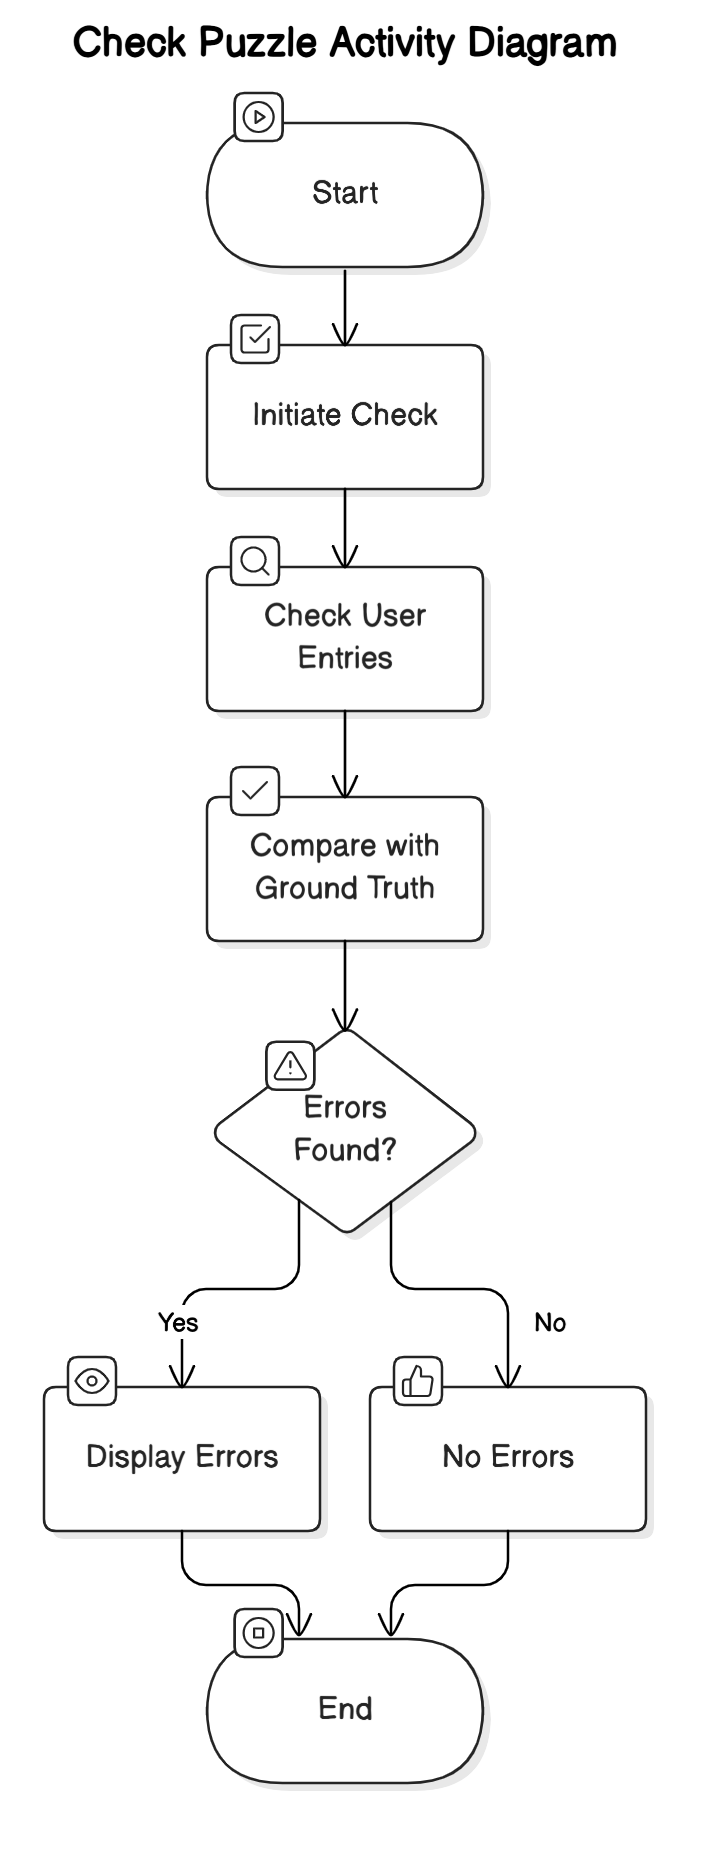 Check Puzzle Activity Diagram
Start
Initiate Check
Check User
Entries
Compare with
Ground Truth
Errors
Found?
Yes
No
Display Errors
No Errors
End